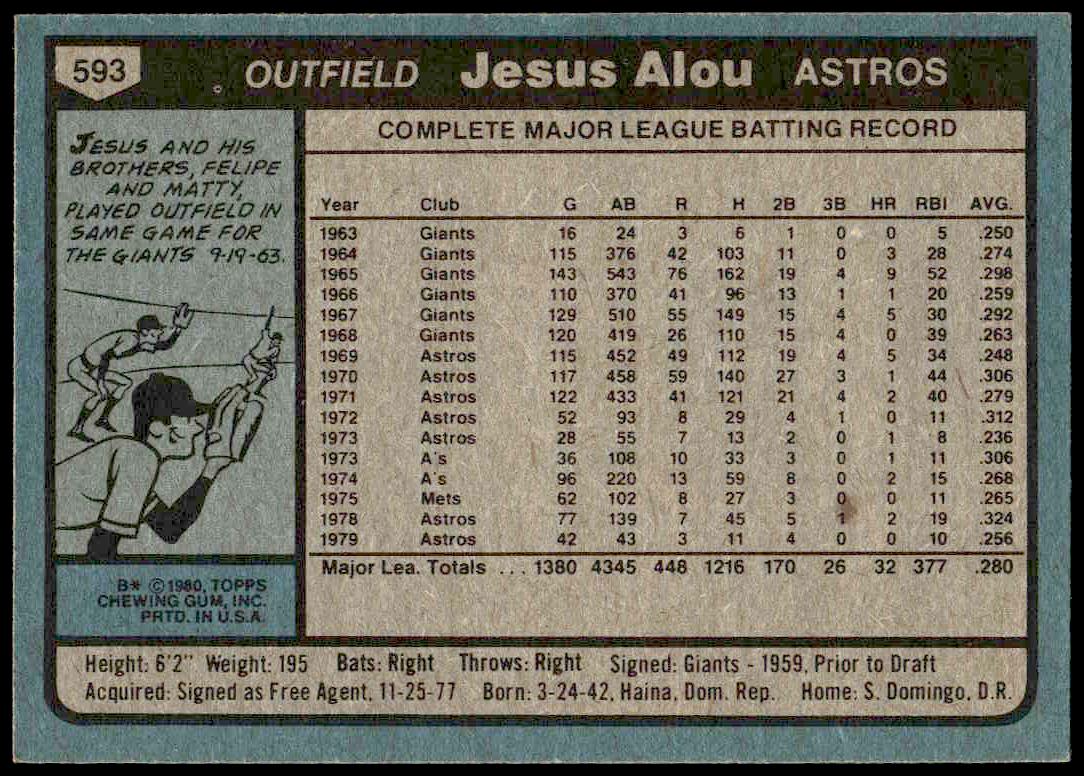 593 OUTFIELD Jesus Alou ASTROS
JESUS AND HIS
BROTHERS, FELIPE
AND MATTY,
PLAYED OUTFIELD IN
SAME GAME FOR
THE GIANTS 9-19-63.
COMPLETE MAJOR LEAGUE BATTING RECORD
Year Club G AB R H 2B 3B HR RBI AVG.
1963 Giants 16 24 3 6 1 0 0 5 .250
1964 Giants 115 376 42 103 11 0 3 28 .274
1965 Giants 143 543 76 162 19 4 9 52 .298
1966 Giants 110 370 41 96 13 1 1 20 .259
1967 Giants 129 510 55 149 15 4 5 30 .292
1968 Giants 120 419 26 110 15 4 0 39 .263
1969 Astros 115 452 49 112 19 4 5 34 .248
1970 Astros 117 458 59 140 27 3 1 44 .306
1971 Astros 122 433 41 121 21 4 2 40 .279
1972 Astros 52 93 8 29 4 1 0 11 .312
1973 Astros 28 55 7 13 2 0 1 8 .236
1973 A's 36 108 10 33 3 0 1 11 .306
1974 A's 96 220 13 59 8 0 2 15 .268
1975 Mets 62 102 8 27 3 0 0 11 .265
1978 Astros 77 139 7 45 5 1 2 19 .324
1979 Astros 42 43 3 11 4 0 0 10 .256
Major Lea. Totals ... 1380 4345 448 1216 170 26 32 377 .280
B* © 1980, TOPPS
CHEWING GUM, INC.
PRTD. IN U.S.A.
Height: 6'2" Weight: 195 Bats: Right Throws: Right Signed: Giants - 1959, Prior to Draft
Acquired: Signed as Free Agent, 11-25-77 Born: 3-24-42, Haina, Dom. Rep. Home: S. Domingo, D.R.